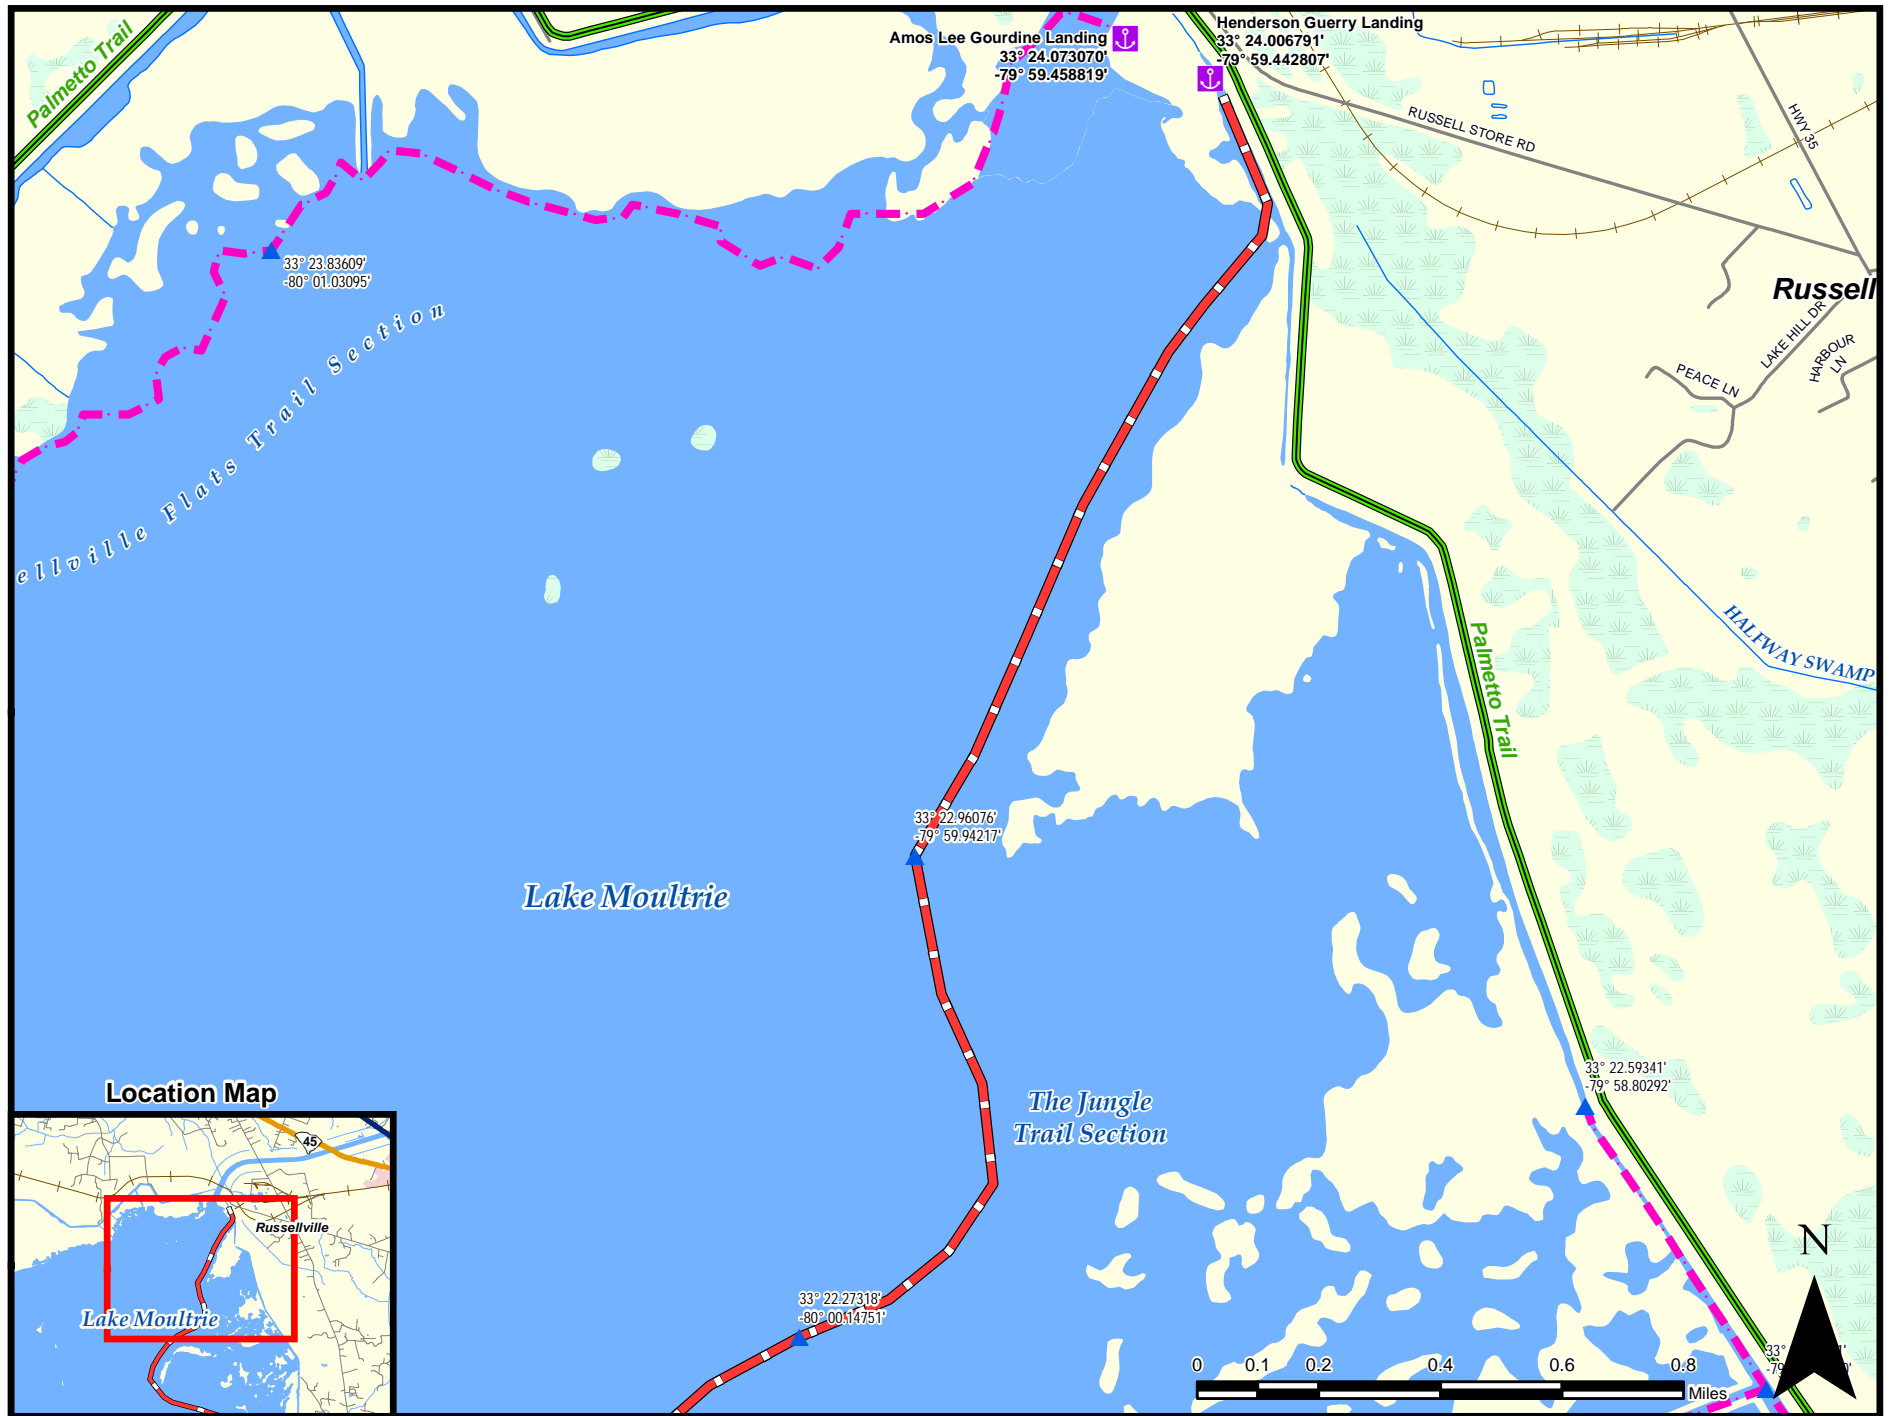 Palmetto Trail
Amos Lee Gourdine Landing
33° 24.073070'
-79° 59.458819'
Henderson Guerry Landing
33° 24.006791'
-79° 59.442807'
RUSSELL STORE RD
HWY 35
33° 23.83609'
-80° 01.03095'
Russell
LAKE HILL DR
HARBOUR
LN
PEACE LN
ellville Flats Trail Section
HALFWAY SWAMP
Palmetto Trail
33° 22.96076'
-79° 59.94217'
Lake Moultrie
33° 22.59341'
-79° 58.80292'
The Jungle
Trail Section
Location Map
45
Russellville
Lake Moultrie
33° 22.27318'
-80° 00.14751'
N
0 0.1 0.2 0.4 0.6 0.8
Miles
33°